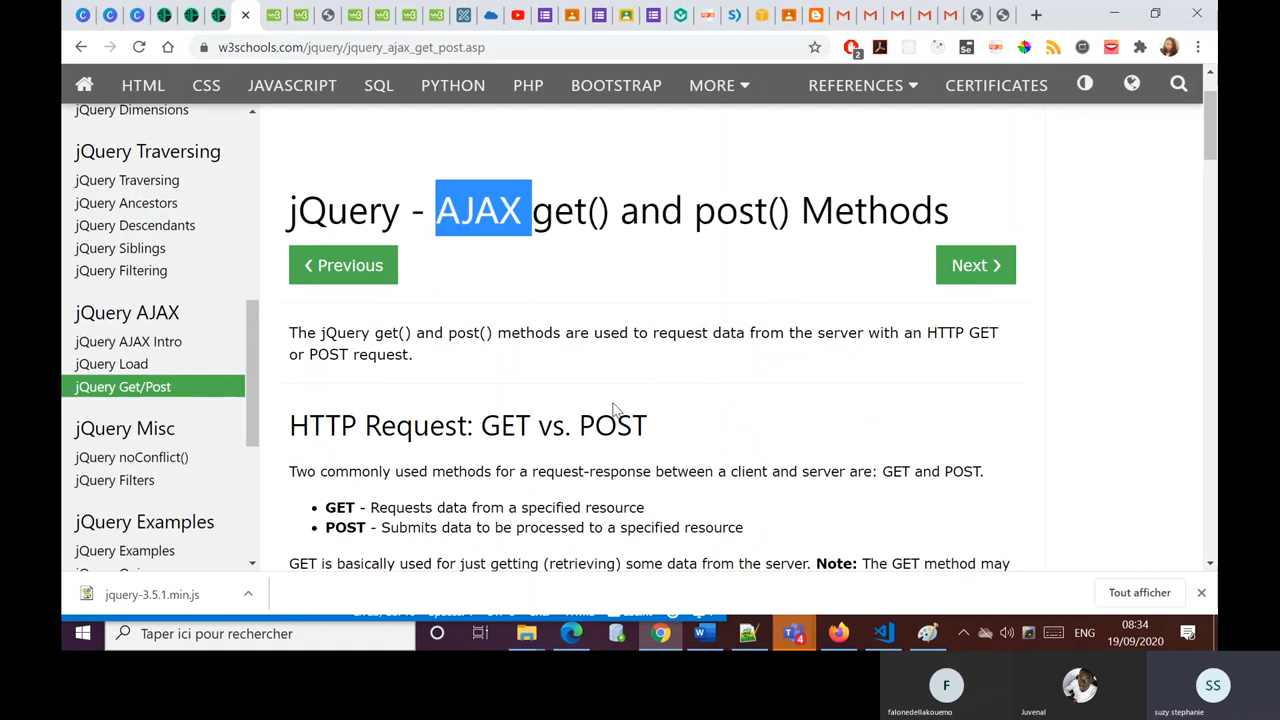 w3schools.com/jquery/jquery_ajax_get_post.asp
2
HTML CSS JAVASCRIPT SQL PYTHON PHP BOOTSTRAP MORE REFERENCES CERTIFICATES
jQuery Dimensions
jQuery Traversing
jQuery Traversing
jQuery Ancestors
jQuery Descendants
jQuery Siblings
jQuery Filtering
jQuery AJAX
jQuery AJAX Intro
jQuery Load
jQuery Get/Post
jQuery Misc
jQuery noConflict()
jQuery Filters
jQuery Examples
jQuery Examples
jQuery - AJAX get() and post() Methods
❮ Previous
Next ❯
The jQuery get() and post() methods are used to request data from the server with an HTTP GET
or POST request.
HTTP Request: GET vs. POST
Two commonly used methods for a request-response between a client and server are: GET and POST.
• GET - Requests data from a specified resource
• POST - Submits data to be processed to a specified resource
GET is basically used for just getting (retrieving) some data from the server. Note: The GET method may
jquery-3.5.1.min.js
Tout afficher
Taper ici pour rechercher
4
ENG
08:34
19/09/2020
F
falonedellakouemo
Juvenal
SS
suzy stephanie